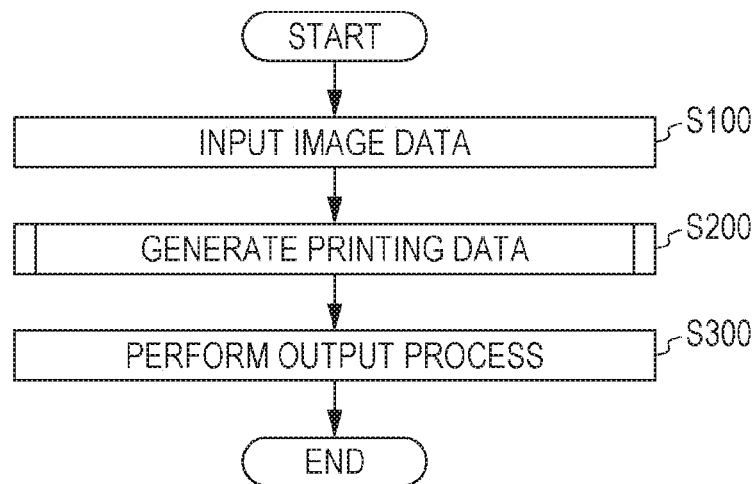 START
INPUT IMAGE DATA
S100
GENERATE PRINTING DATA
S200
PERFORM OUTPUT PROCESS
S300
END